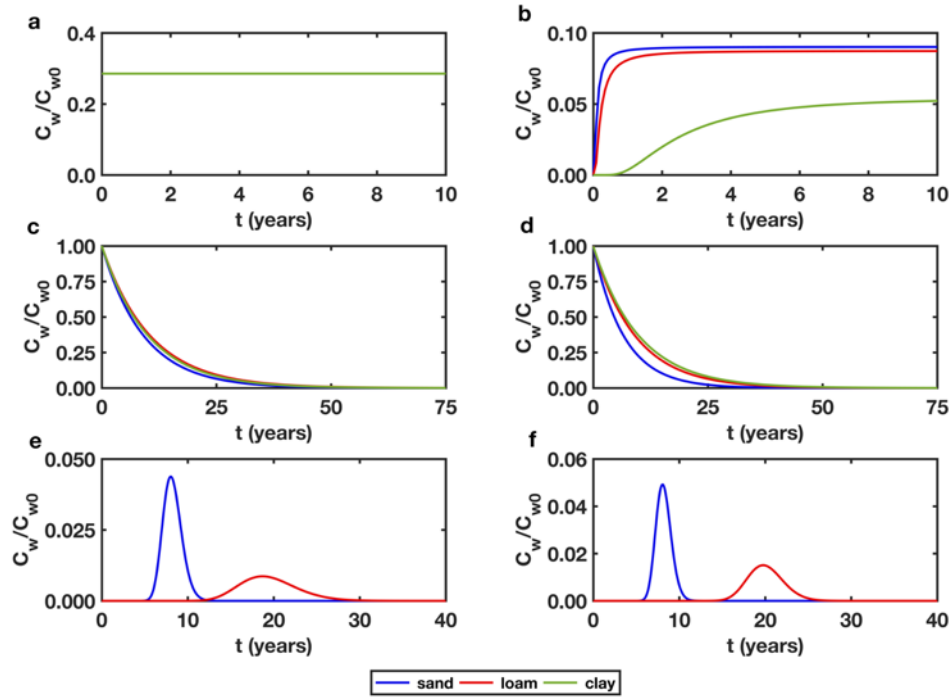 a
0.4
0.2
0.0
C_w/C_w0
0 2 4 6 8 10
t (years)
b
0.10
0.05
0.00
C_w/C_w0
0 2 4 6 8 10
t (years)
c
1.00
0.75
0.50
0.25
0.00
C_w/C_w0
0 25 50 75
t (years)
d
1.00
0.75
0.50
0.25
0.00
C_w/C_w0
0 25 50 75
t (years)
e
0.050
0.025
0.000
C_w/C_w0
0 10 20 30 40
t (years)
f
0.06
0.04
0.02
0.00
C_w/C_w0
0 10 20 30 40
t (years)
sand loam clay